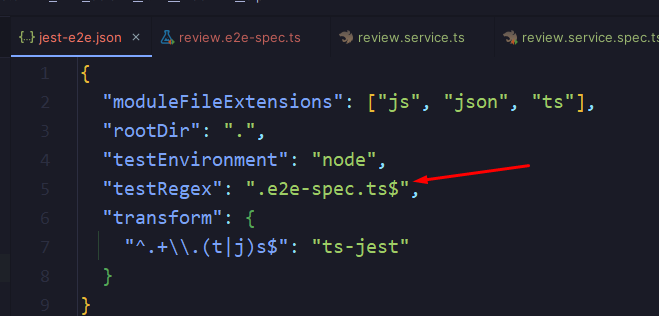 jest-e2e.json × review.e2e-spec.ts review.service.ts review.service.spec.ts
1 {
2 "moduleFileExtensions": ["js", "json", "ts"],
3 "rootDir": ".",
4 "testEnvironment": "node",
5 "testRegex": ".e2e-spec.ts$",
6 "transform": {
7 "^.+\\.(t|j)s$": "ts-jest"
8 }
9 }